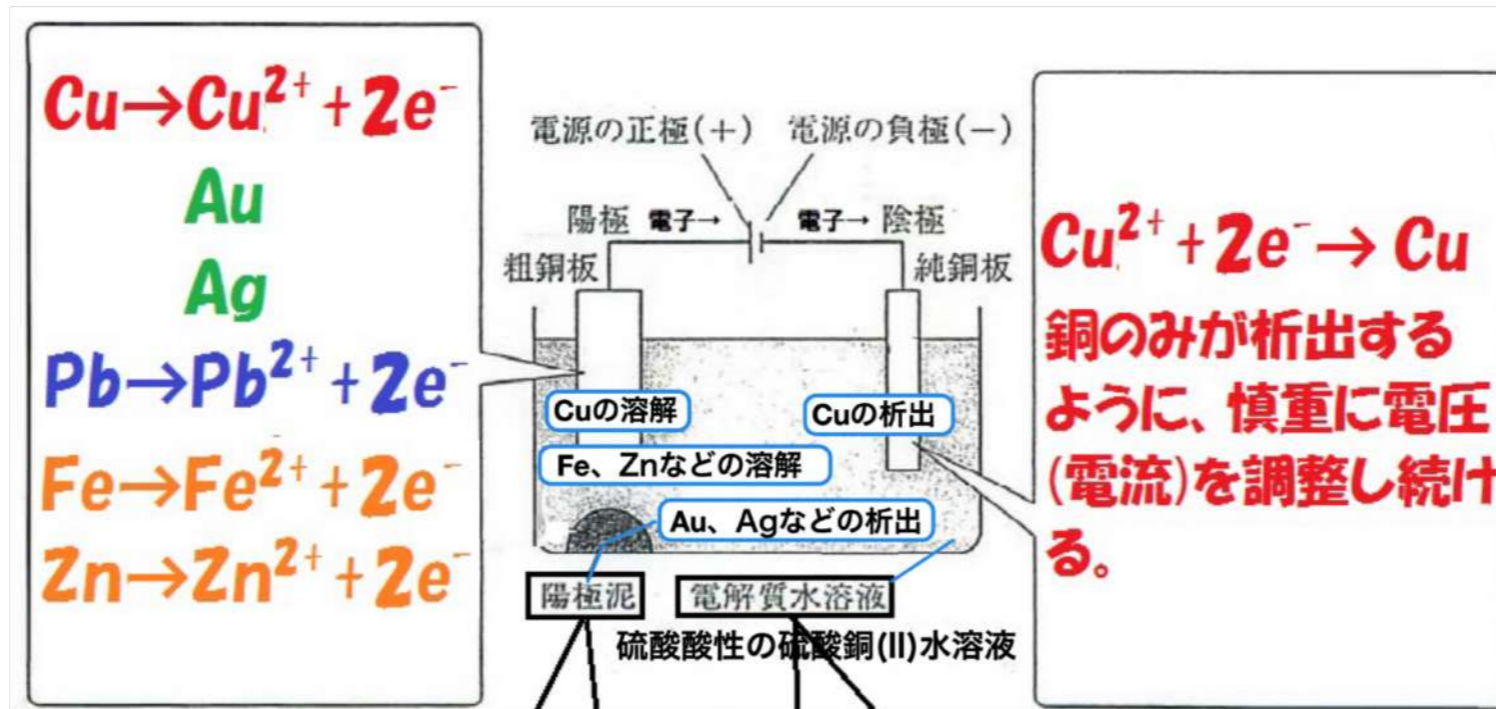 Cu→Cu²⁺+2e⁻
Au
Ag
Pb→Pb²⁺+2e⁻
Fe→Fe²⁺+2e⁻
Zn→Zn²⁺+2e⁻
電源の正極(+) 電源の負極(−)
陽極 電子→ 電子→ 陰極
粗銅板 純銅板
Cuの溶解 Cuの析出
Fe、Znなどの溶解
Au、Agなどの析出
陽極泥 電解質水溶液
硫酸酸性の硫酸銅(II)水溶液
Cu²⁺+2e⁻→Cu
銅のみが析出する
ように、慎重に電圧
(電流)を調整し続け
る。